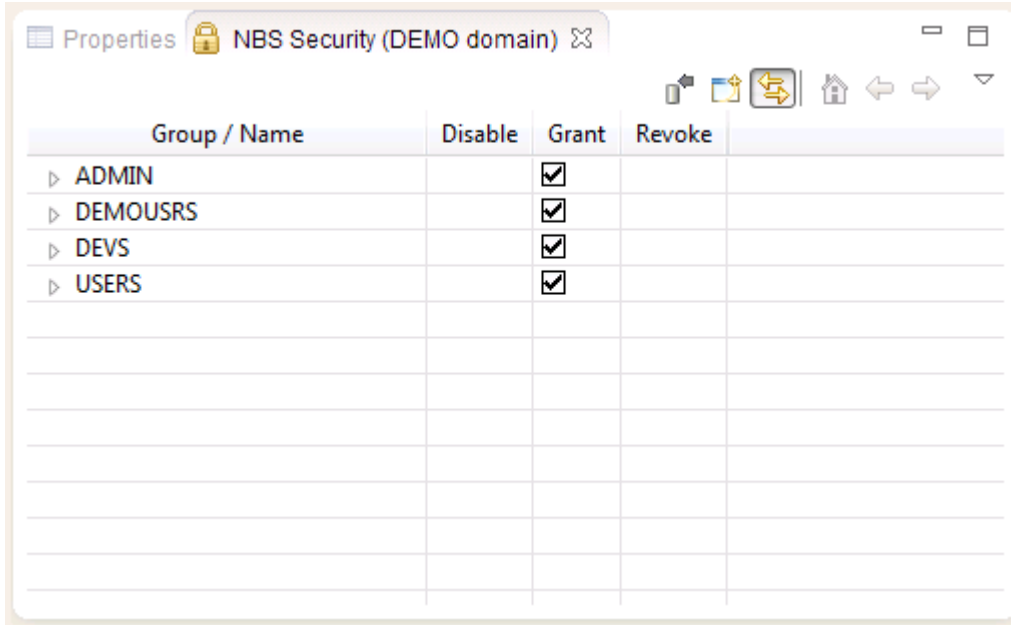 Properties NBS Security (DEMO domain)
Group / Name Disable Grant Revoke
ADMIN
DEMOUSRS
DEVS
USERS